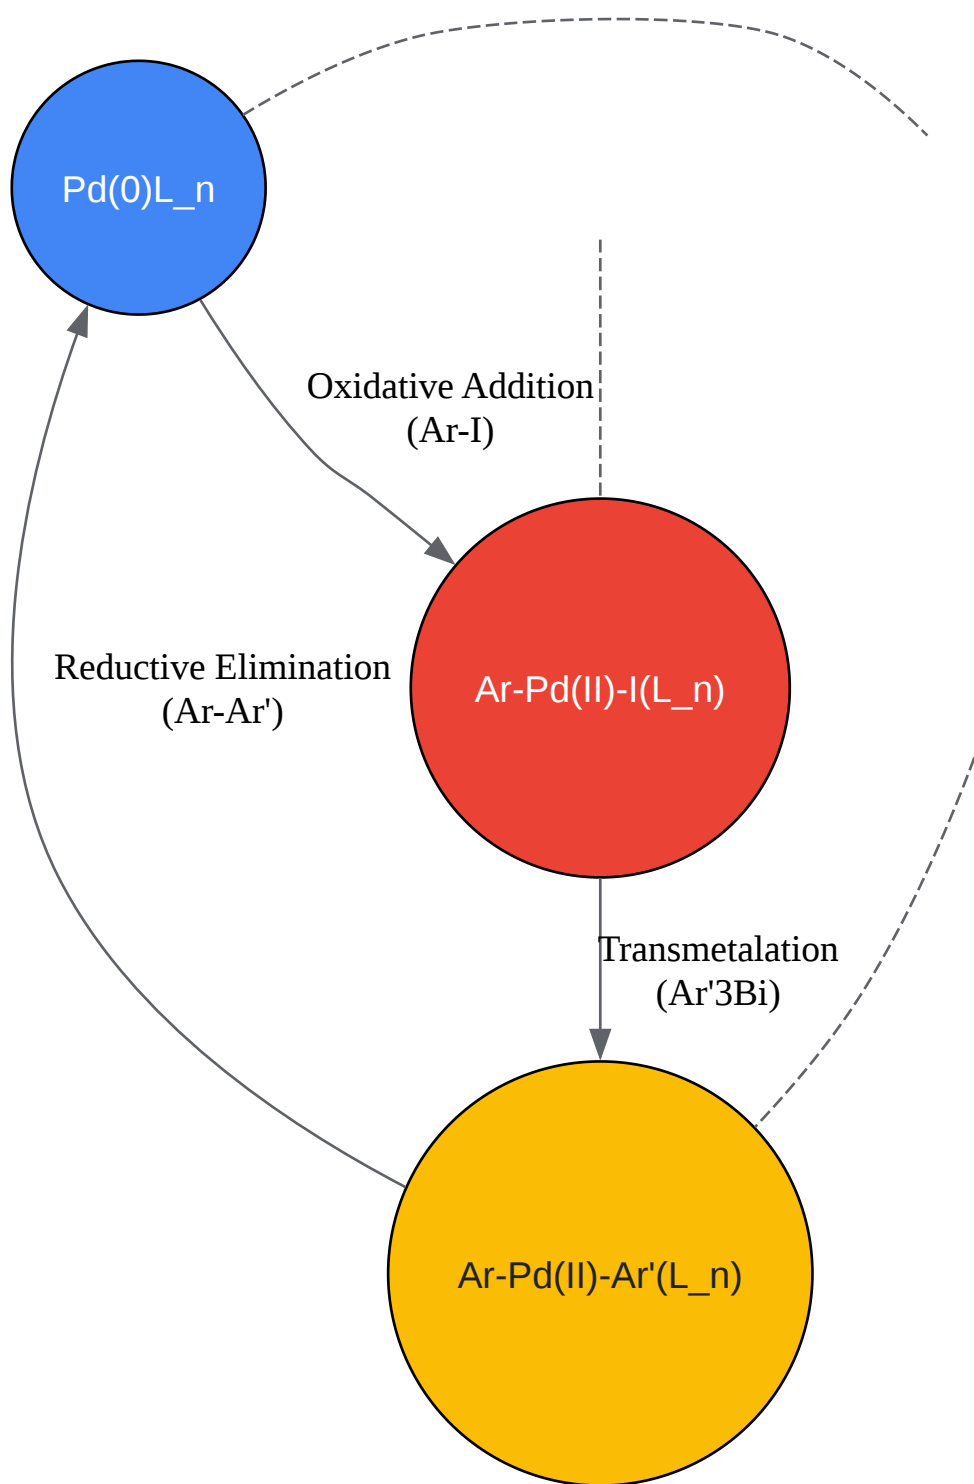 Pd(0)L_n
Oxidative Addition
(Ar-I)
Reductive Elimination
(Ar-Ar')
Ar-Pd(II)-I(L_n)
Transmetalation
(Ar'3Bi)
Ar-Pd(II)-Ar'(L_n)